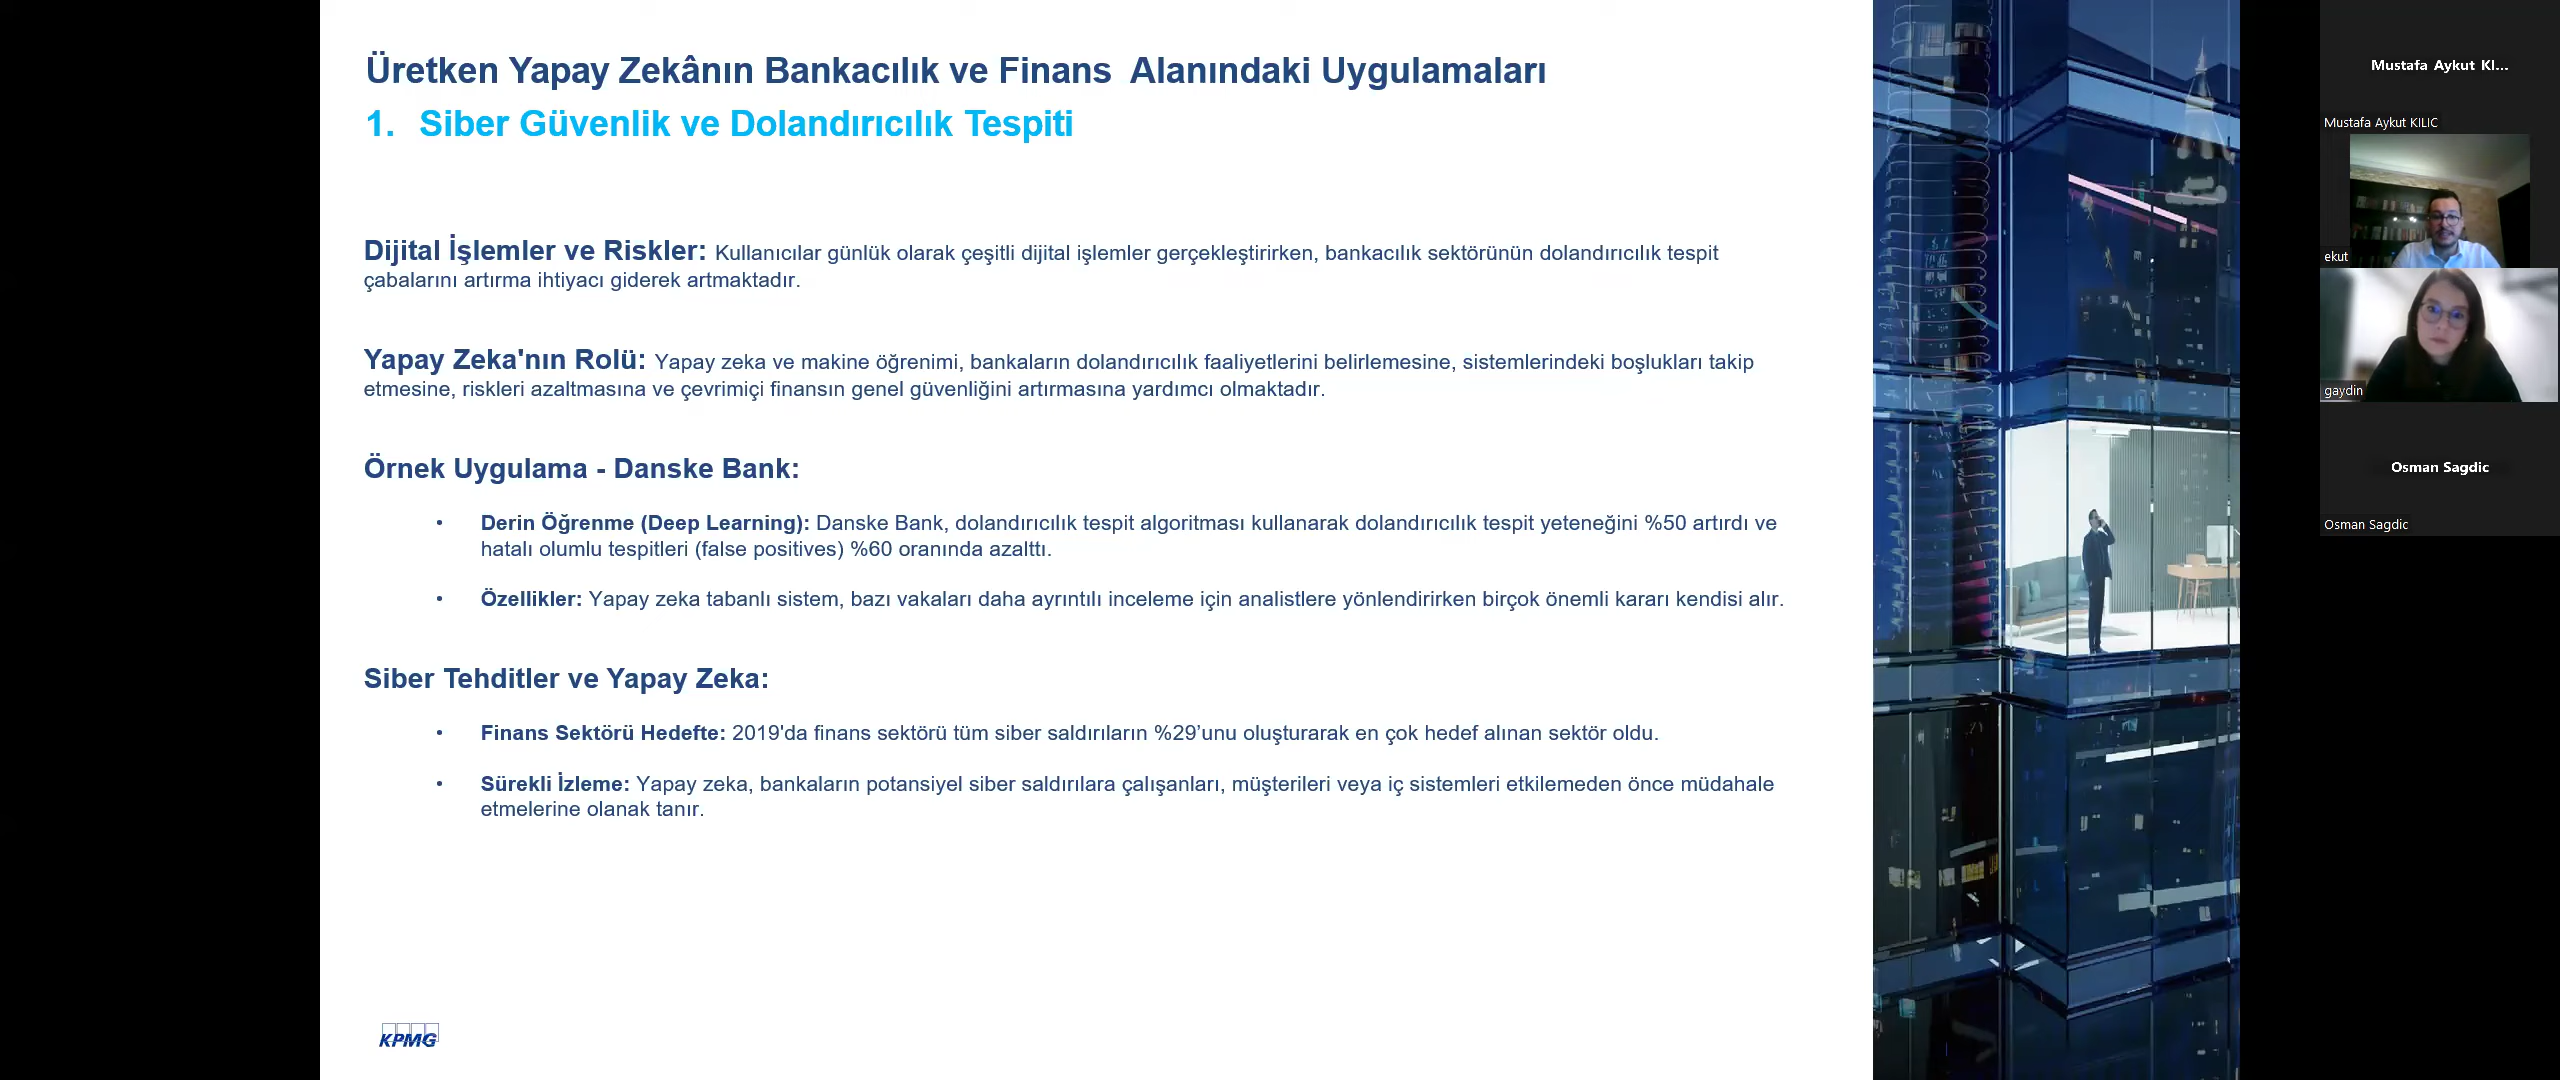 Üretken Yapay Zekânın Bankacılık ve Finans  Alanındaki Uygulamaları
1. Siber Güvenlik ve Dolandırıcılık Tespiti
Dijital İşlemler ve Riskler: Kullanıcılar günlük olarak çeşitli dijital işlemler gerçekleştirirken, bankacılık sektörünün dolandırıcılık tespit
çabalarını artırma ihtiyacı giderek artmaktadır.
Yapay Zeka'nın Rolü: Yapay zeka ve makine öğrenimi, bankaların dolandırıcılık faaliyetlerini belirlemesine, sistemlerindeki boşlukları takip
etmesine, riskleri azaltmasına ve çevrimiçi finansın genel güvenliğini artırmasına yardımcı olmaktadır.
Örnek Uygulama - Danske Bank:
• Derin Öğrenme (Deep Learning): Danske Bank, dolandırıcılık tespit algoritması kullanarak dolandırıcılık tespit yeteneğini %50 artırdı ve
hatalı olumlu tespitleri (false positives) %60 oranında azalttı.
• Özellikler: Yapay zeka tabanlı sistem, bazı vakaları daha ayrıntılı inceleme için analistlere yönlendirirken birçok önemli kararı kendisi alır.
Siber Tehditler ve Yapay Zeka:
• Finans Sektörü Hedefte: 2019'da finans sektörü tüm siber saldırıların %29’unu oluşturarak en çok hedef alınan sektör oldu.
• Sürekli İzleme: Yapay zeka, bankaların potansiyel siber saldırılara çalışanları, müşterileri veya iç sistemleri etkilemeden önce müdahale
etmelerine olanak tanır.
KPMG
Mustafa Aykut KI...
Mustafa Aykut KILIC
ekut
gaydin
Osman Sagdic
Osman Sagdic